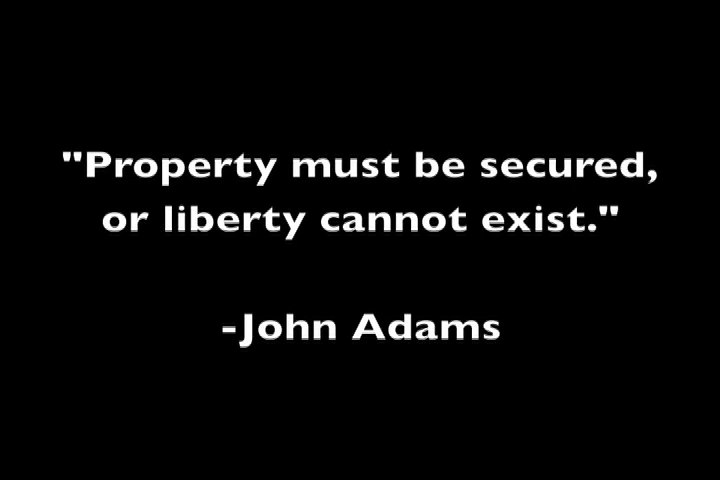 "Property must be secured,
or liberty cannot exist."
-John Adams